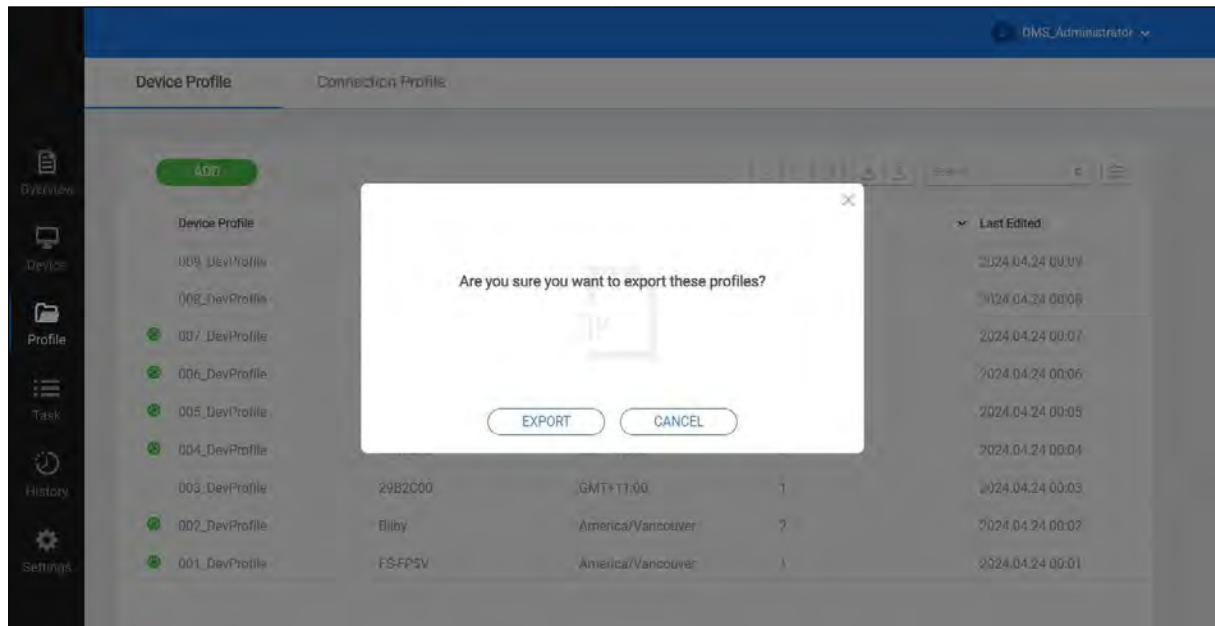 DMS_Administrator
Device Profile Connection Profile
ADD
Overview
Device Profile Last Edited
Device
009_DevProfile 2024.04.24 00:09
Are you sure you want to export these profiles?
008_DevProfile 2024.04.24 00:08
Profile
007_DevProfile 2024.04.24 00:07
006_DevProfile 2024.04.24 00:06
Task
005_DevProfile 2024.04.24 00:05
EXPORT CANCEL
004_DevProfile 2024.04.24 00:04
History
003_DevProfile 29B2C00 GMT+11:00 1 2024.04.24 00:03
002_DevProfile Bilby America/Vancouver 2 2024.04.24 00:02
Settings
001_DevProfile FS-FPSV America/Vancouver 1 2024.04.24 00:01